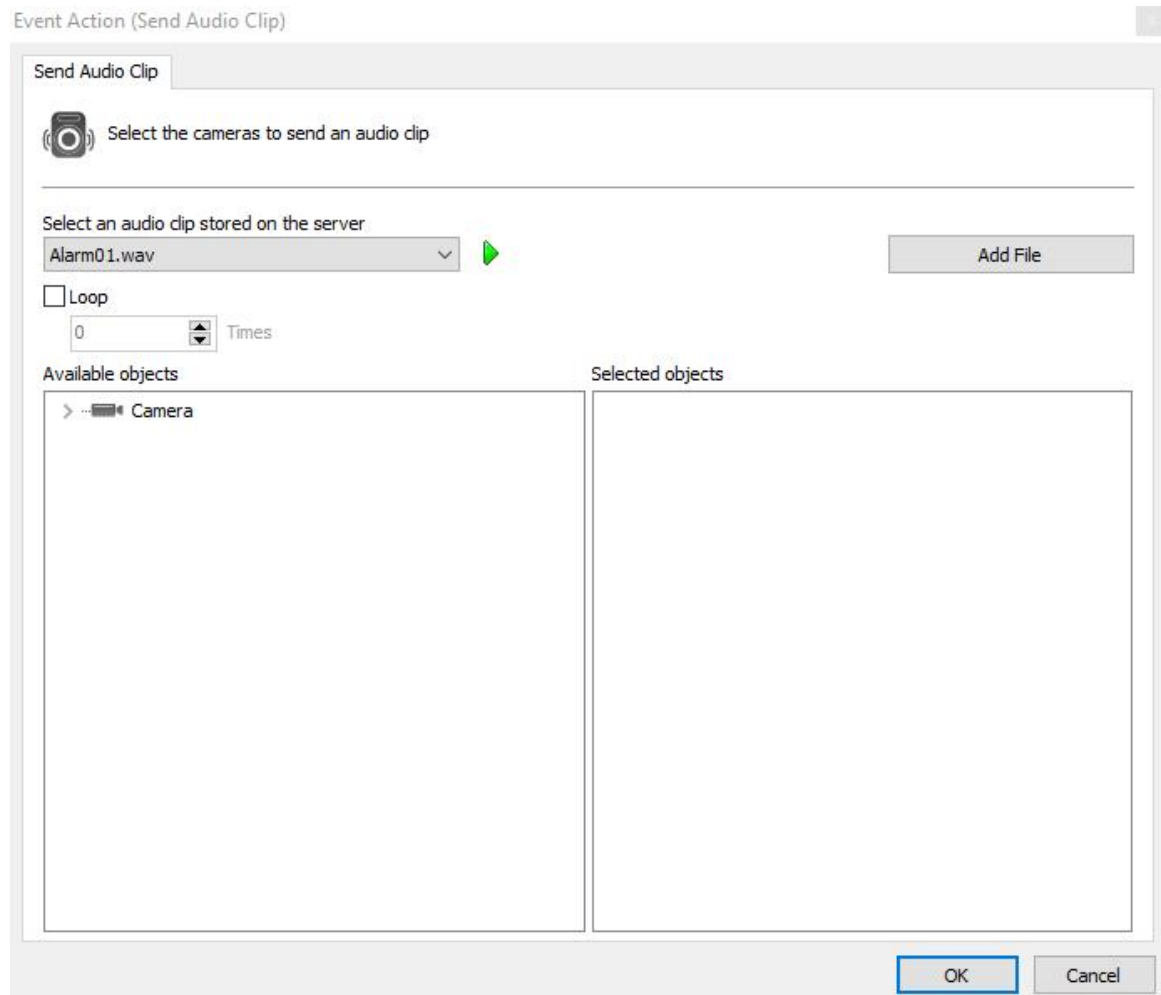 Event Action (Send Audio Clip)
Send Audio Clip
Select the cameras to send an audio clip
Select an audio clip stored on the server
Alarm01.wav
Add File
Loop
0 Times
Available objects Selected objects
Camera
OK Cancel